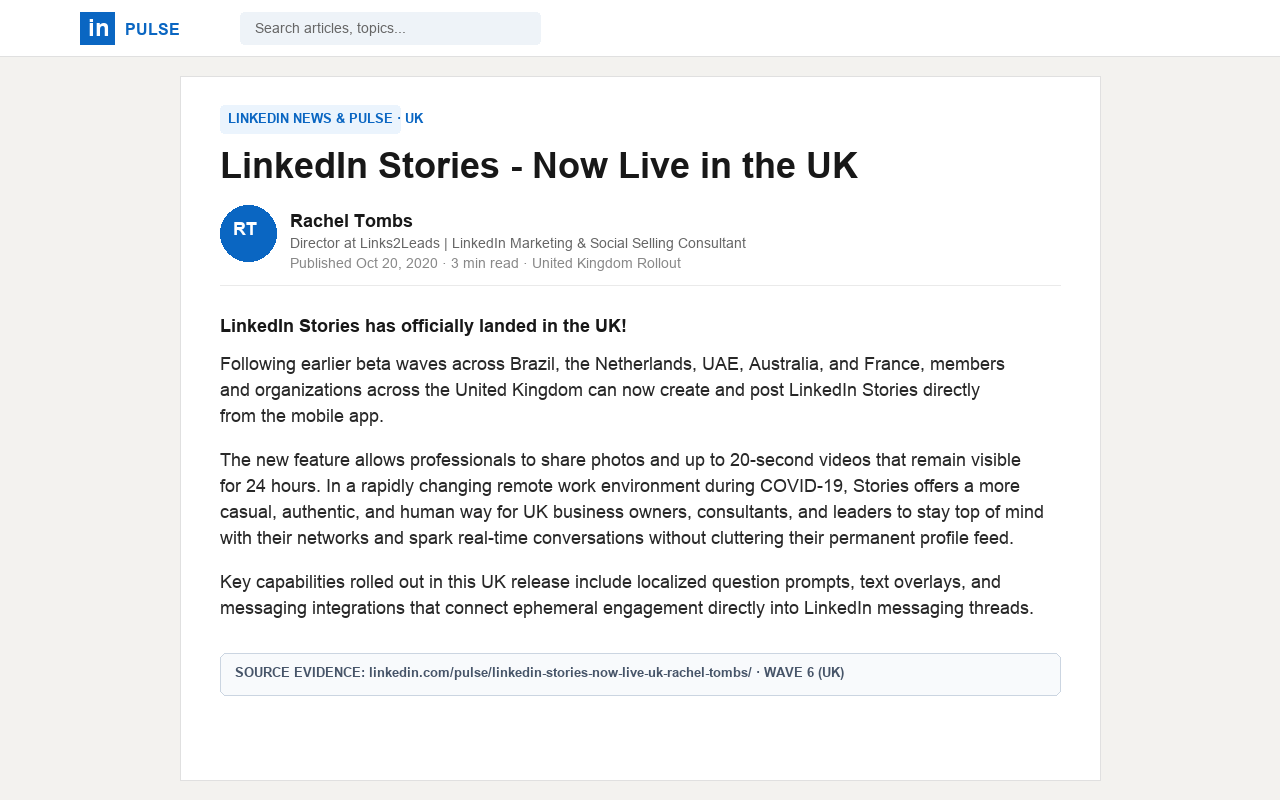 in PULSE
Search articles, topics...
LINKEDIN NEWS & PULSE · UK
LinkedIn Stories - Now Live in the UK
RT
Rachel Tombs
Director at Links2Leads | LinkedIn Marketing & Social Selling Consultant
Published Oct 20, 2020 · 3 min read · United Kingdom Rollout
LinkedIn Stories has officially landed in the UK!
Following earlier beta waves across Brazil, the Netherlands, UAE, Australia, and France, members
and organizations across the United Kingdom can now create and post LinkedIn Stories directly
from the mobile app.
The new feature allows professionals to share photos and up to 20-second videos that remain visible
for 24 hours. In a rapidly changing remote work environment during COVID-19, Stories offers a more
casual, authentic, and human way for UK business owners, consultants, and leaders to stay top of mind
with their networks and spark real-time conversations without cluttering their permanent profile feed.
Key capabilities rolled out in this UK release include localized question prompts, text overlays, and
messaging integrations that connect ephemeral engagement directly into LinkedIn messaging threads.
SOURCE EVIDENCE: linkedin.com/pulse/linkedin-stories-now-live-uk-rachel-tombs/ · WAVE 6 (UK)